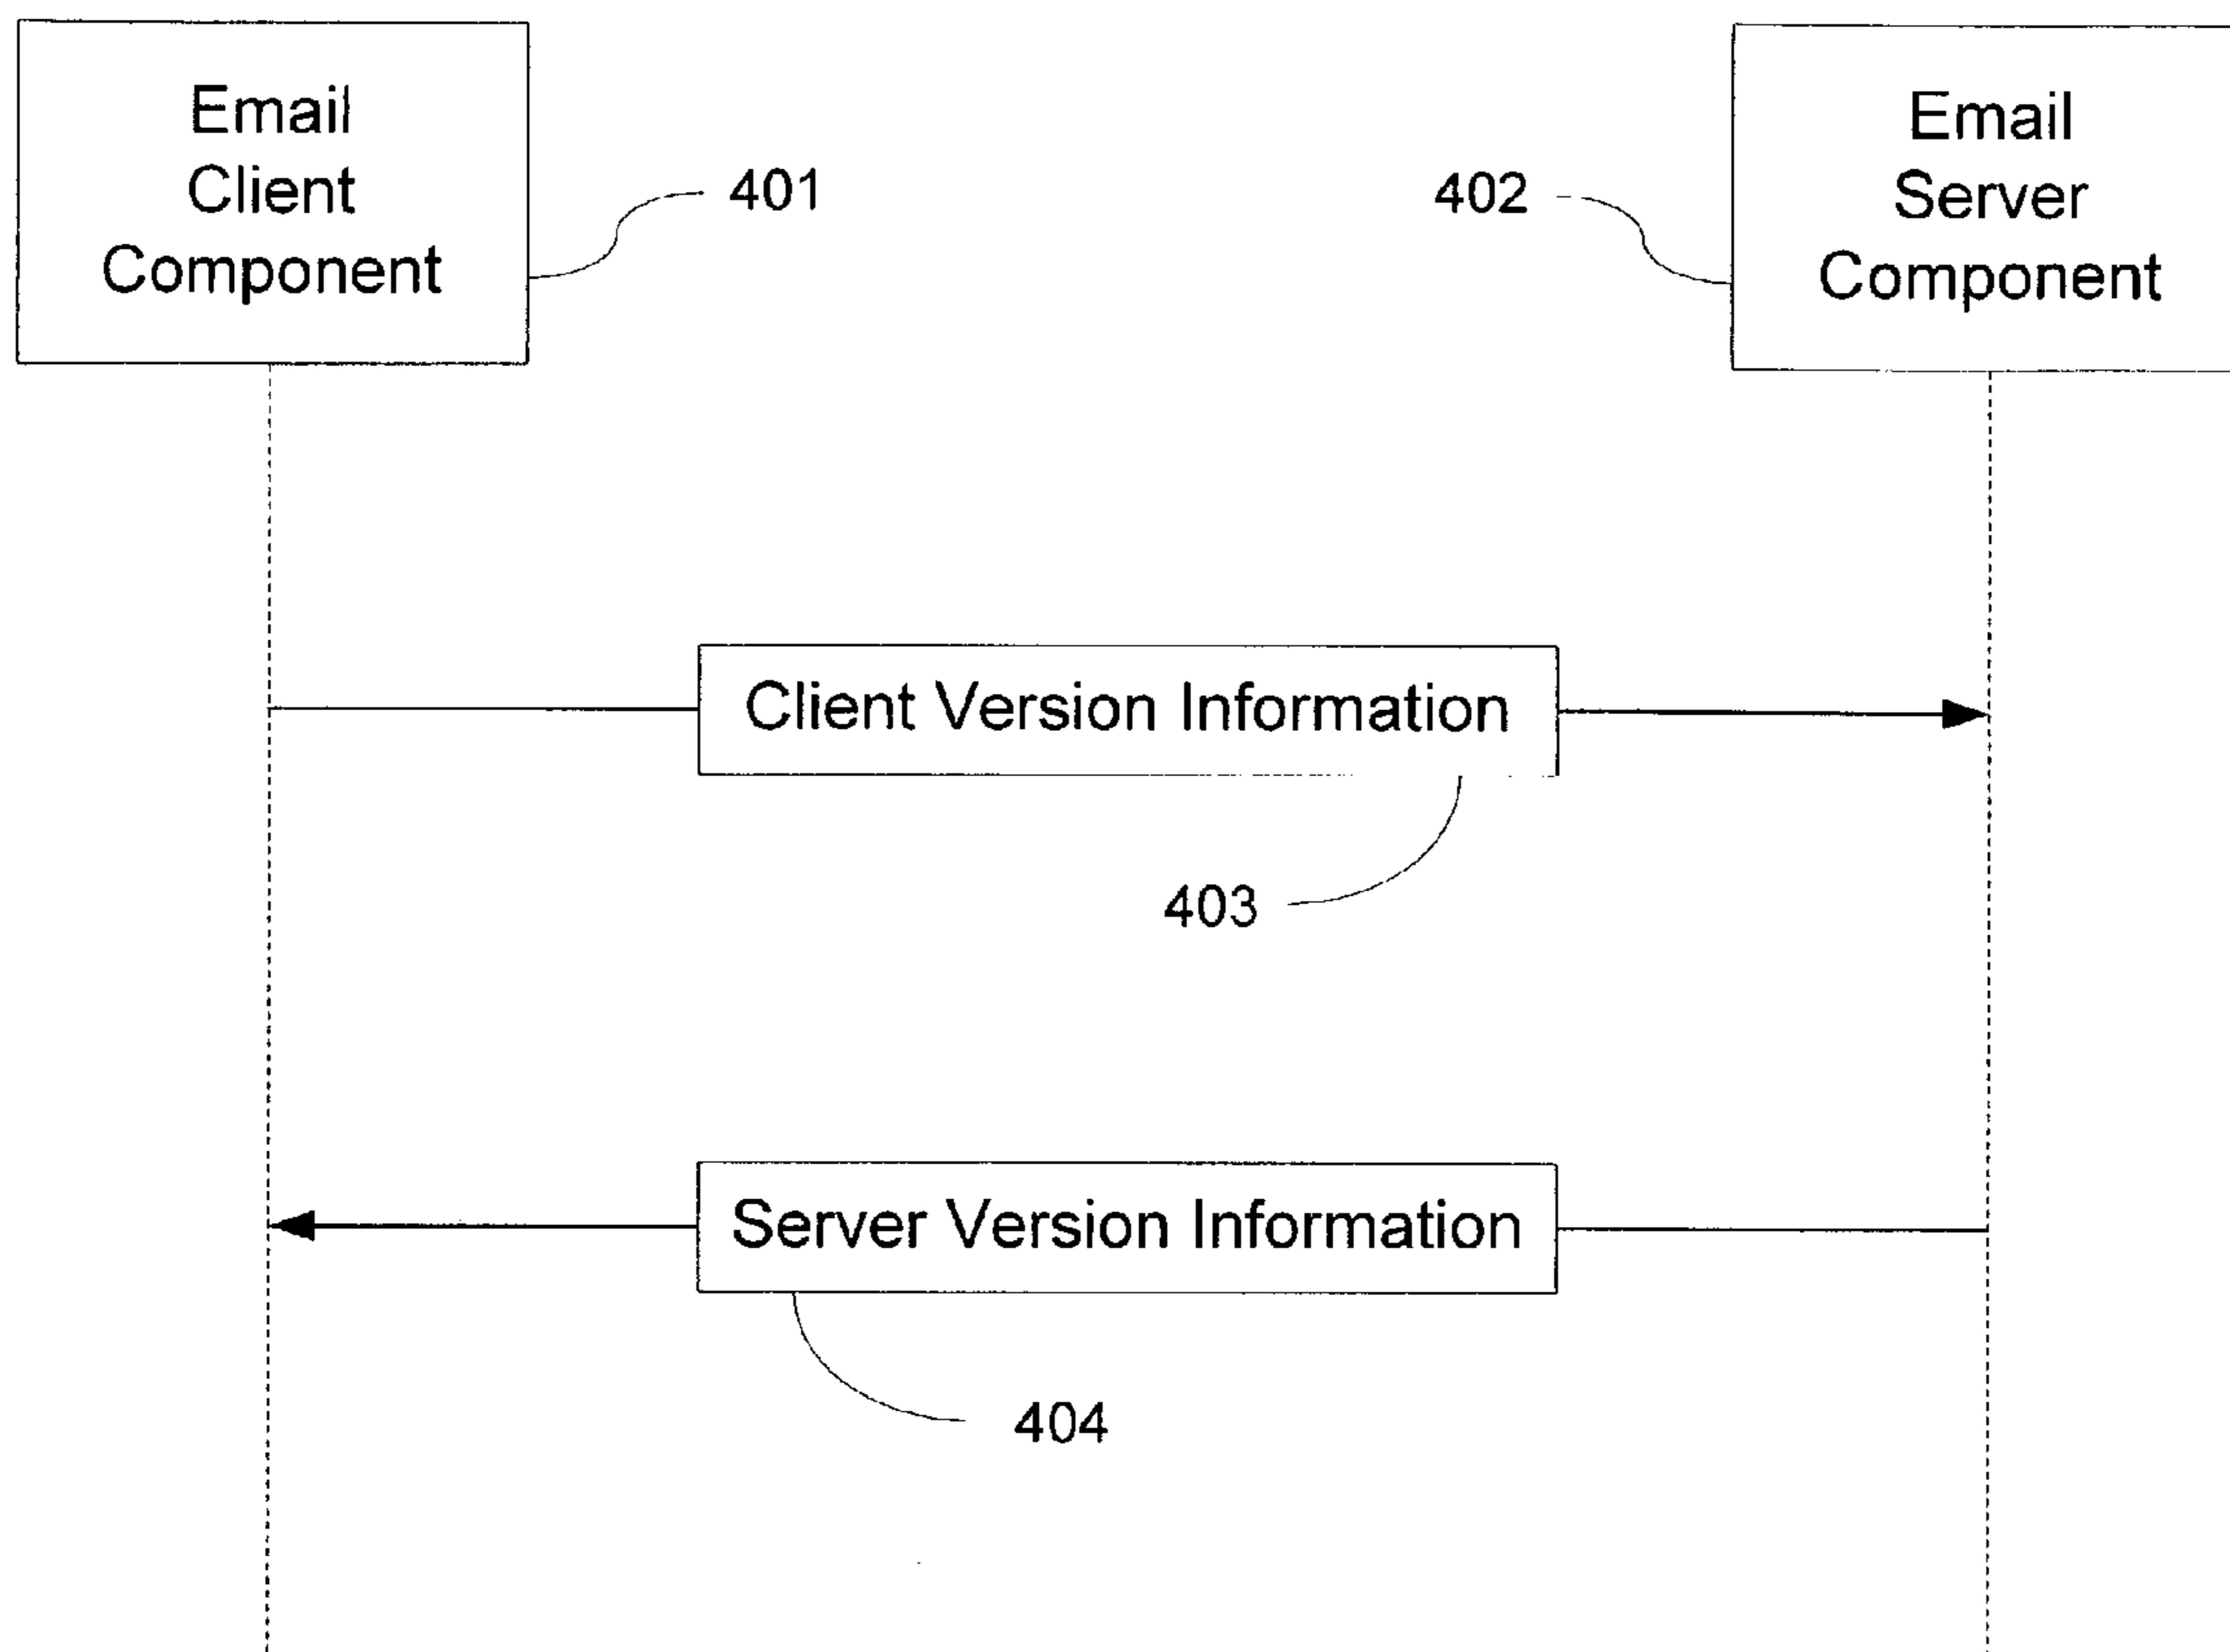 Email
Client
Component
401
402
Email
Server
Component
Client Version Information
403
Server Version Information
404